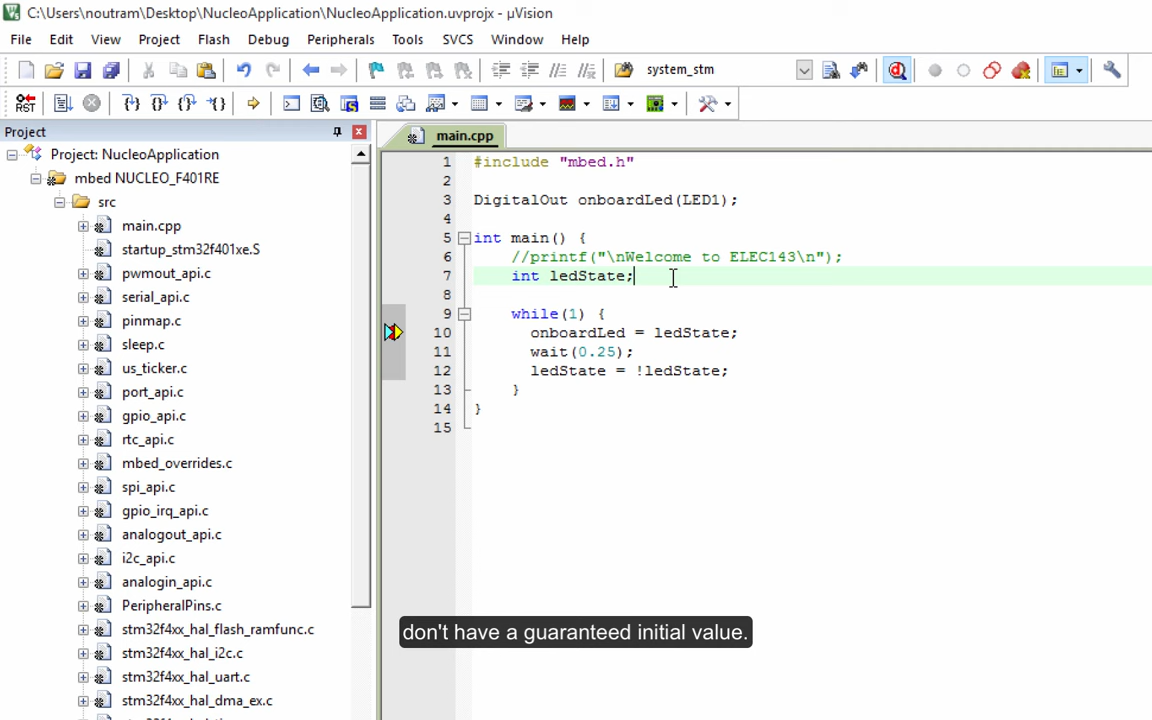 C:\Users\noutram\Desktop\NucleoApplication\NucleoApplication.uvprojx - µVision
File Edit View Project Flash Debug Peripherals Tools SVCS Window Help
system_stm
RST
Project
main.cpp
Project: NucleoApplication
mbed NUCLEO_F401RE
src
main.cpp
startup_stm32f401xe.S
pwmout_api.c
serial_api.c
pinmap.c
sleep.c
us_ticker.c
port_api.c
gpio_api.c
rtc_api.c
mbed_overrides.c
spi_api.c
gpio_irq_api.c
analogout_api.c
i2c_api.c
analogin_api.c
PeripheralPins.c
stm32f4xx_hal_flash_ramfunc.c
stm32f4xx_hal_i2c.c
stm32f4xx_hal_uart.c
stm32f4xx_hal_dma_ex.c
1 #include "mbed.h"
2
3 DigitalOut onboardLed(LED1);
4
5 int main() {
6 //printf("\nWelcome to ELEC143\n");
7 int ledState;
8
9 while(1) {
10 onboardLed = ledState;
11 wait(0.25);
12 ledState = !ledState;
13 }
14 }
15
don't have a guaranteed initial value.